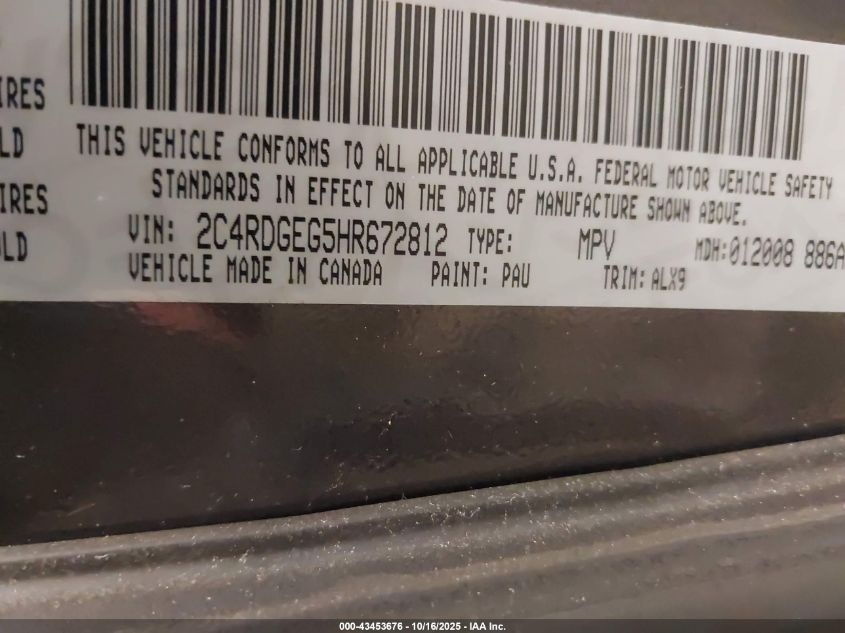 IRES
LD
IRES
OLD
THIS VEHICLE CONFORMS TO ALL APPLICABLE U.S.A. FEDERAL MOTOR VEHICLE SAFETY
STANDARDS IN EFFECT ON THE DATE OF MANUFACTURE SHOWN ABOVE.
VIN: 2C4RDGEG5HR672812 TYPE: MPV MDH:012008 886A
VEHICLE MADE IN CANADA PAINT: PAU TRIM: ALX9
000-43453676 - 10/16/2025 - IAA Inc.